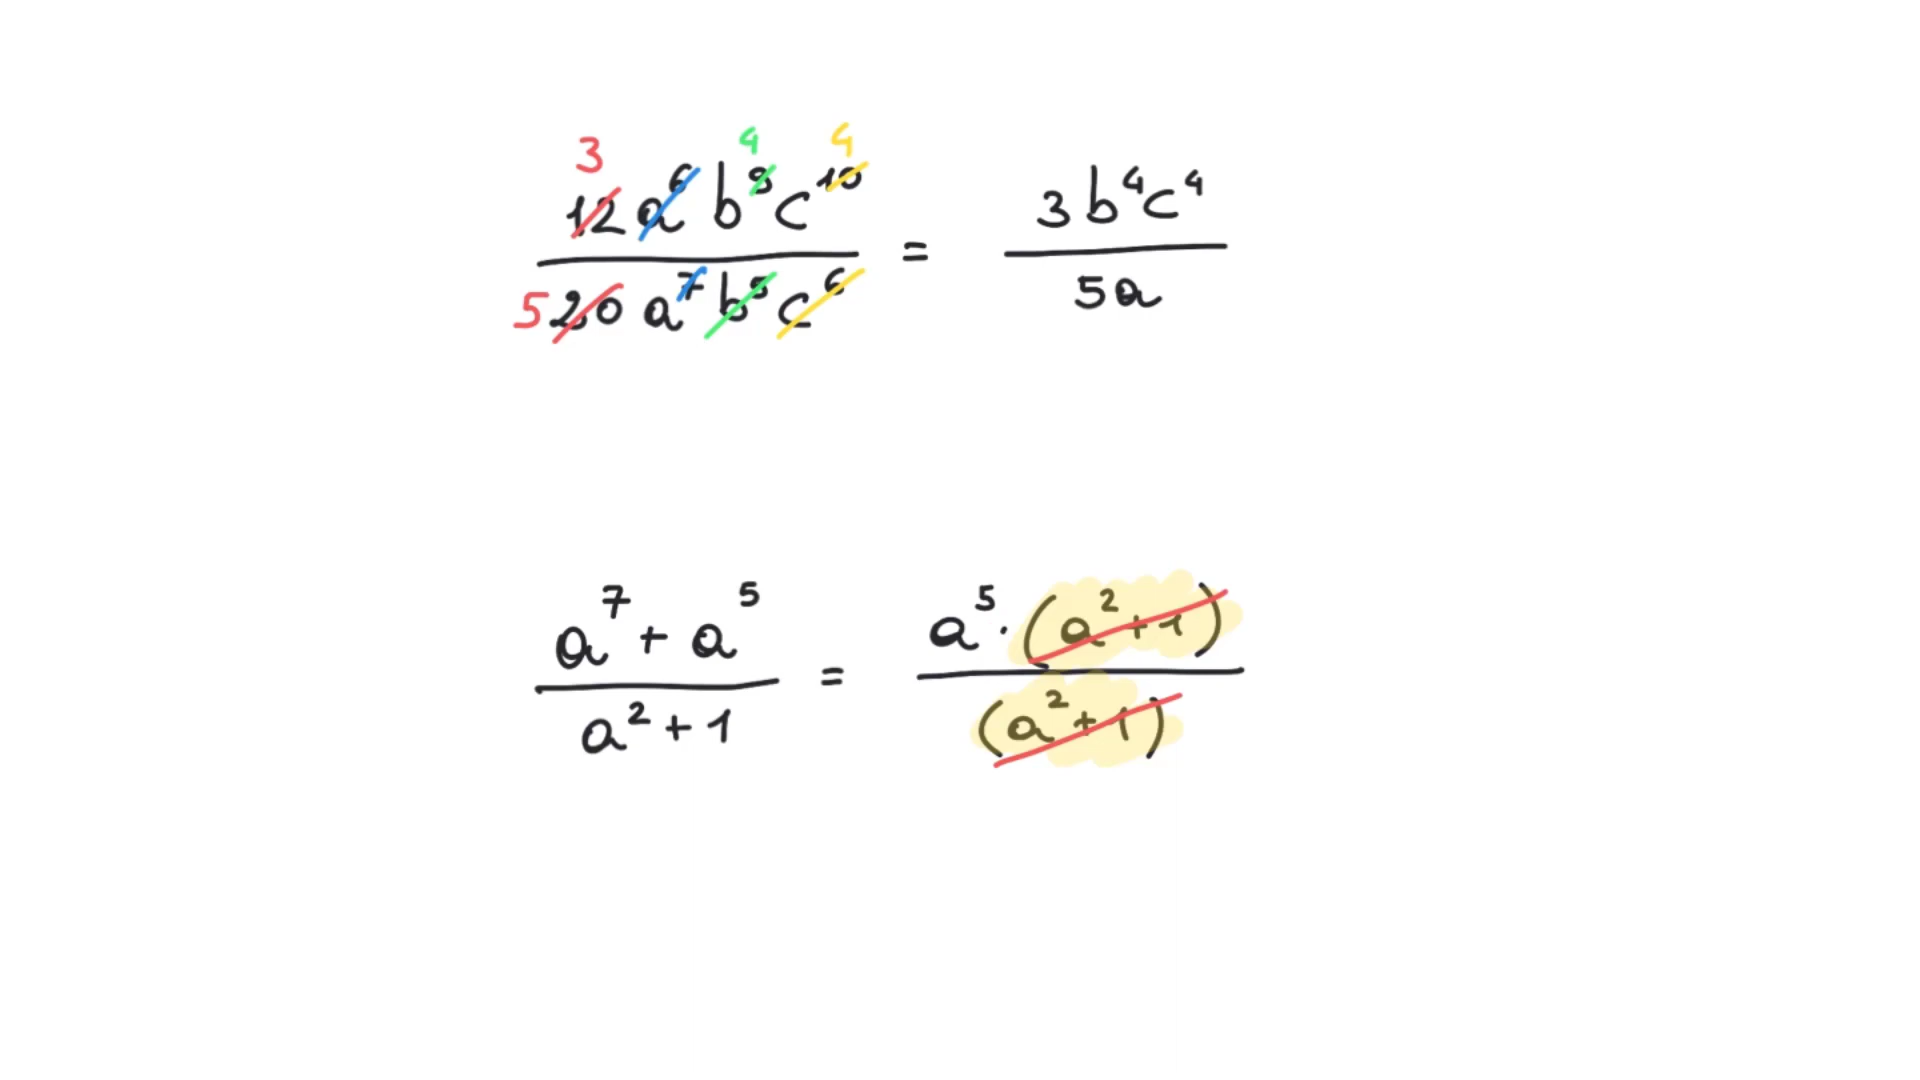 3 4 4
12 a⁶ b⁹ c¹⁰ = 3 b⁴ c⁴
5 20 a⁷ b⁵ c⁶ 5a
a⁷ + a⁵ = a⁵ · (a² + 1)
a² + 1 (a² + 1)